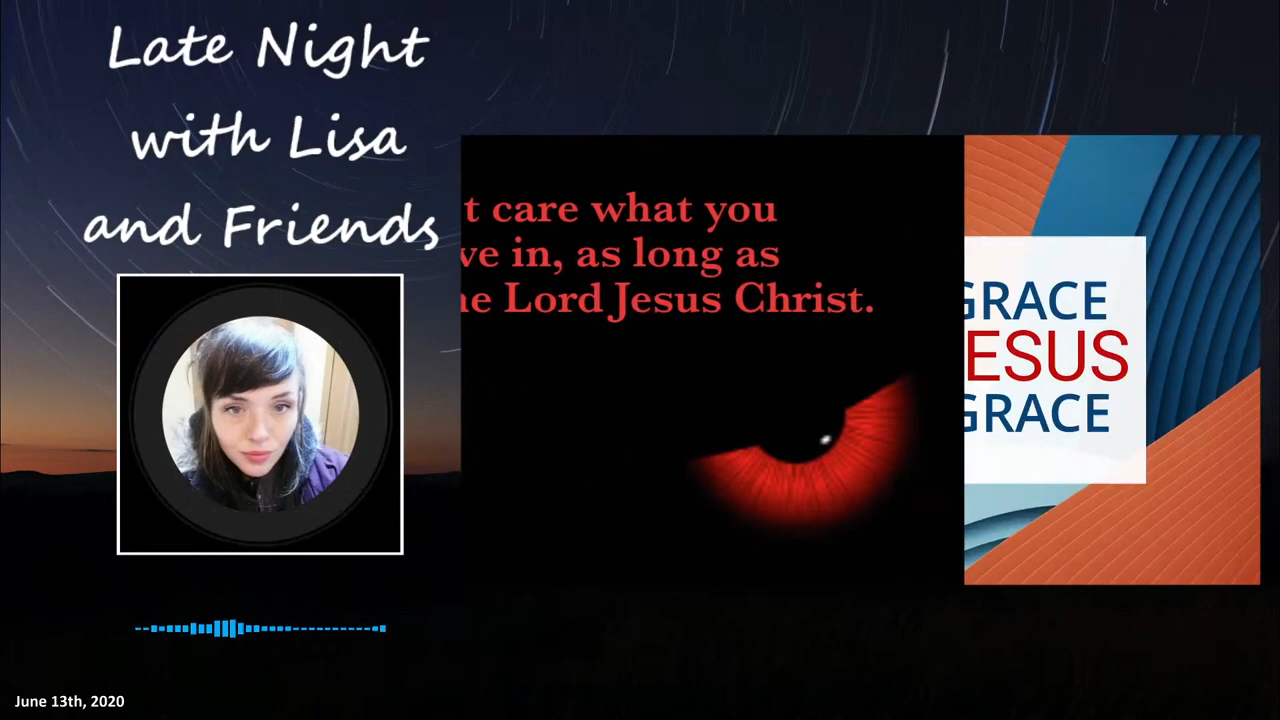 Late Night
with Lisa
and Friends
t care what you
ve in, as long as
he Lord Jesus Christ.
GRACE
ESUS
GRACE
June 13th, 2020